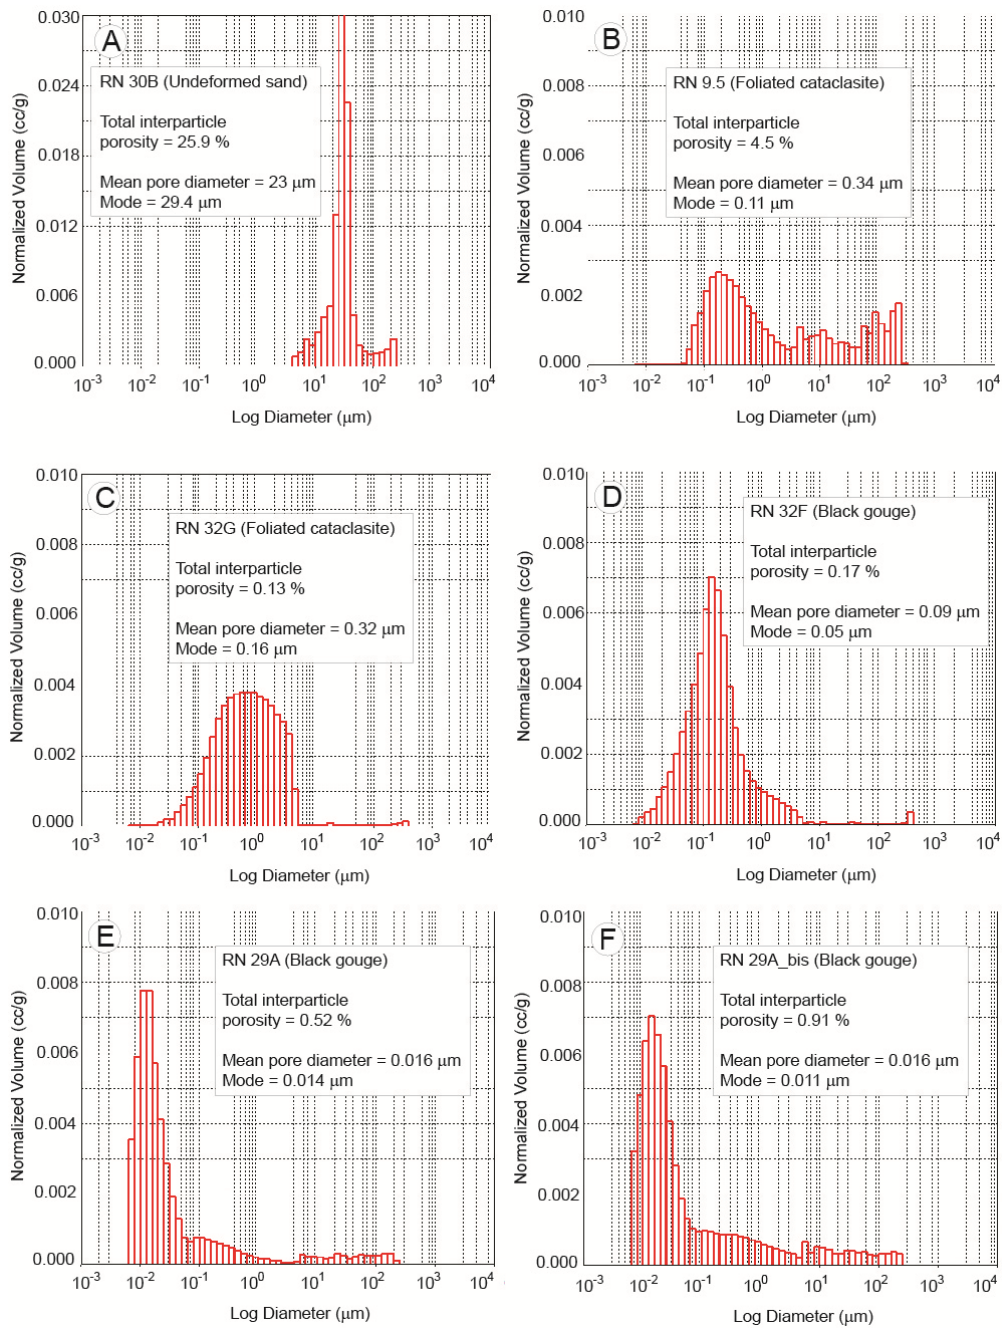 A
RN 30B (Undeformed sand)
Total interparticle
porosity = 25.9 %
Mean pore diameter = 23 μm
Mode = 29.4 μm
Normalized Volume (cc/g)
0.030
0.024
0.018
0.012
0.006
0.000
10⁻³ 10⁻² 10⁻¹ 10⁰ 10¹ 10² 10³ 10⁴
Log Diameter (μm)
B
RN 9.5 (Foliated cataclasite)
Total interparticle
porosity = 4.5 %
Mean pore diameter = 0.34 μm
Mode = 0.11 μm
Normalized Volume (cc/g)
0.010
0.008
0.006
0.004
0.002
0.000
10⁻³ 10⁻² 10⁻¹ 10⁰ 10¹ 10² 10³ 10⁴
Log Diameter (μm)
C
RN 32G (Foliated cataclasite)
Total interparticle
porosity = 0.13 %
Mean pore diameter = 0.32 μm
Mode = 0.16 μm
Normalized Volume (cc/g)
0.010
0.008
0.006
0.004
0.002
0.000
10⁻³ 10⁻² 10⁻¹ 10⁰ 10¹ 10² 10³ 10⁴
Log Diameter (μm)
D
RN 32F (Black gouge)
Total interparticle
porosity = 0.17 %
Mean pore diameter = 0.09 μm
Mode = 0.05 μm
Normalized Volume (cc/g)
0.010
0.008
0.006
0.004
0.002
0.000
10⁻³ 10⁻² 10⁻¹ 10⁰ 10¹ 10² 10³ 10⁴
Log Diameter (μm)
E
RN 29A (Black gouge)
Total interparticle
porosity = 0.52 %
Mean pore diameter = 0.016 μm
Mode = 0.014 μm
Normalized Volume (cc/g)
0.010
0.008
0.006
0.004
0.002
0.000
10⁻³ 10⁻² 10⁻¹ 10⁰ 10¹ 10² 10³ 10⁴
Log Diameter (μm)
F
RN 29A_bis (Black gouge)
Total interparticle
porosity = 0.91 %
Mean pore diameter = 0.016 μm
Mode = 0.011 μm
Normalized Volume (cc/g)
0.010
0.008
0.006
0.004
0.002
0.000
10⁻³ 10⁻² 10⁻¹ 10⁰ 10¹ 10² 10³ 10⁴
Log Diameter (μm)